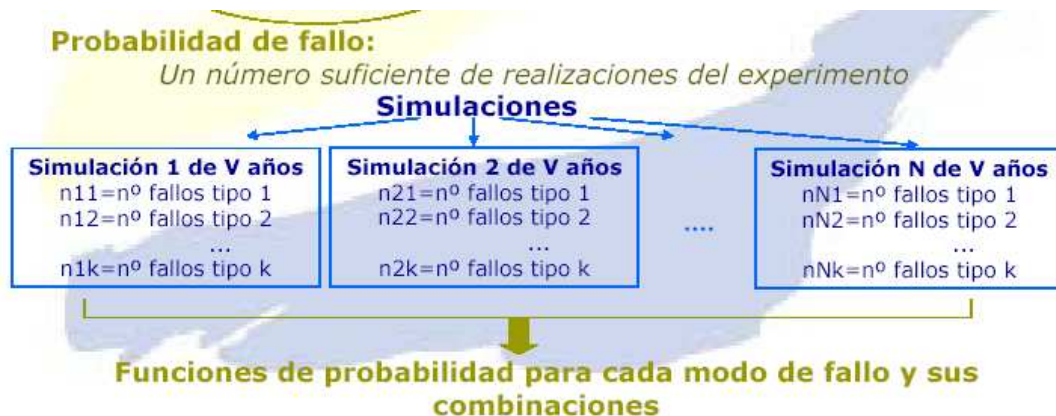 Probabilidad de fallo:
Un número suficiente de realizaciones del experimento
Simulaciones
Simulación 1 de V años
n11=nº fallos tipo 1
n12=nº fallos tipo 2
...
n1k=nº fallos tipo k
Simulación 2 de V años
n21=nº fallos tipo 1
n22=nº fallos tipo 2
...
n2k=nº fallos tipo k
....
Simulación N de V años
nN1=nº fallos tipo 1
nN2=nº fallos tipo 2
...
nNk=nº fallos tipo k
Funciones de probabilidad para cada modo de fallo y sus
combinaciones